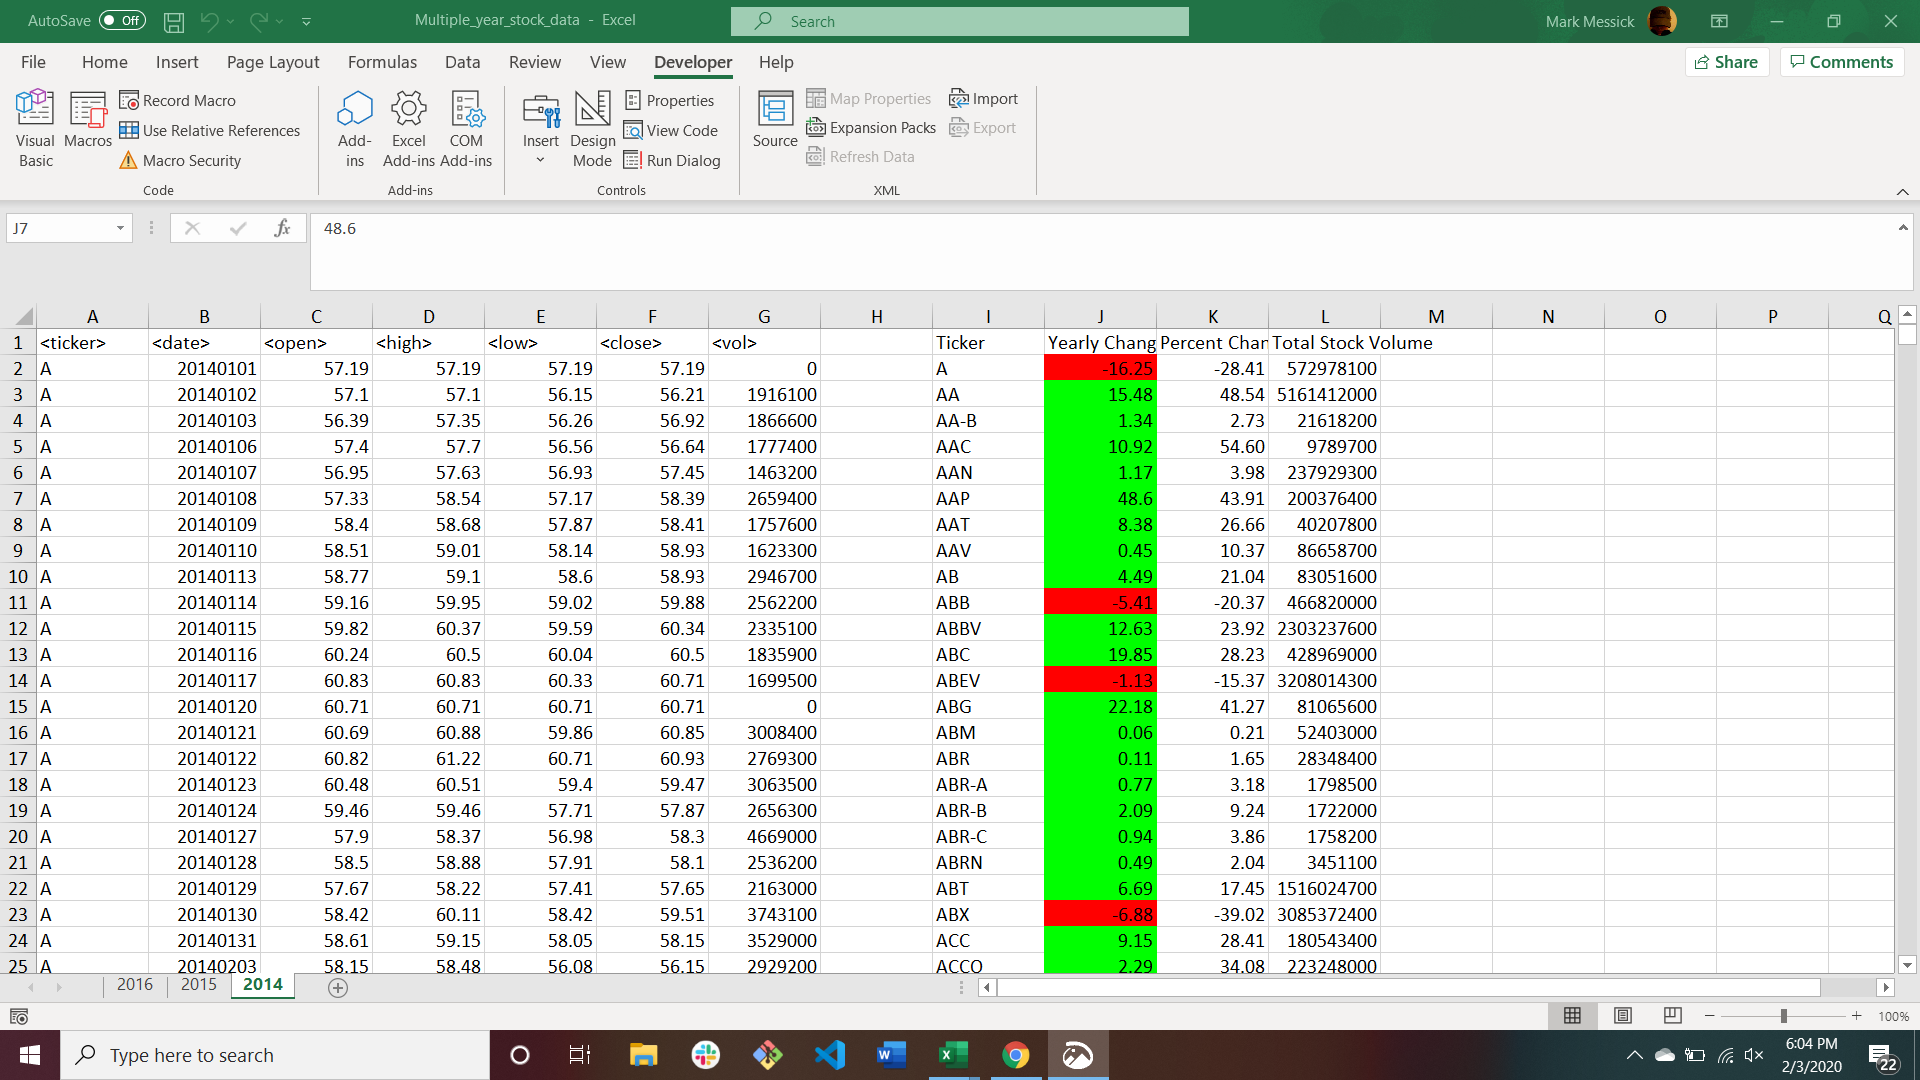 AutoSave Off Multiple_year_stock_data - Excel Search Mark Messick
File Home Insert Page Layout Formulas Data Review View Developer Help Share Comments
Visual Basic
Macros
Record Macro
Use Relative References
Macro Security
Code
Add-ins
Excel Add-ins
COM Add-ins
Add-ins
Insert
Design Mode
Properties
View Code
Run Dialog
Controls
Source
Map Properties
Expansion Packs
Refresh Data
Import
Export
XML
J7 fx 48.6
A B C D E F G H I J K L M N O P Q
1 <ticker> <date> <open> <high> <low> <close> <vol> Ticker Yearly Chang Percent Chan Total Stock Volume
2 A 20140101 57.19 57.19 57.19 57.19 0 A -16.25 -28.41 572978100
3 A 20140102 57.1 57.1 56.15 56.21 1916100 AA 15.48 48.54 5161412000
4 A 20140103 56.39 57.35 56.26 56.92 1866600 AA-B 1.34 2.73 21618200
5 A 20140106 57.4 57.7 56.56 56.64 1777400 AAC 10.92 54.60 9789700
6 A 20140107 56.95 57.63 56.93 57.45 1463200 AAN 1.17 3.98 237929300
7 A 20140108 57.33 58.54 57.17 58.39 2659400 AAP 48.6 43.91 200376400
8 A 20140109 58.4 58.68 57.87 58.41 1757600 AAT 8.38 26.66 40207800
9 A 20140110 58.51 59.01 58.14 58.93 1623300 AAV 0.45 10.37 86658700
10 A 20140113 58.77 59.1 58.6 58.93 2946700 AB 4.49 21.04 83051600
11 A 20140114 59.16 59.95 59.02 59.88 2562200 ABB -5.41 -20.37 466820000
12 A 20140115 59.82 60.37 59.59 60.34 2335100 ABBV 12.63 23.92 2303237600
13 A 20140116 60.24 60.5 60.04 60.5 1835900 ABC 19.85 28.23 428969000
14 A 20140117 60.83 60.83 60.33 60.71 1699500 ABEV -1.13 -15.37 3208014300
15 A 20140120 60.71 60.71 60.71 60.71 0 ABG 22.18 41.27 81065600
16 A 20140121 60.69 60.88 59.86 60.85 3008400 ABM 0.06 0.21 52403000
17 A 20140122 60.82 61.22 60.71 60.93 2769300 ABR 0.11 1.65 28348400
18 A 20140123 60.48 60.51 59.4 59.47 3063500 ABR-A 0.77 3.18 1798500
19 A 20140124 59.46 59.46 57.71 57.87 2656300 ABR-B 2.09 9.24 1722000
20 A 20140127 57.9 58.37 56.98 58.3 4669000 ABR-C 0.94 3.86 1758200
21 A 20140128 58.5 58.88 57.91 58.1 2536200 ABRN 0.49 2.04 3451100
22 A 20140129 57.67 58.22 57.41 57.65 2163000 ABT 6.69 17.45 1516024700
23 A 20140130 58.42 60.11 58.42 59.51 3743100 ABX -6.88 -39.02 3085372400
24 A 20140131 58.61 59.15 58.05 58.15 3529000 ACC 9.15 28.41 180543400
25 A 20140203 58.15 58.48 56.08 56.15 2929200 ACCO 2.29 34.08 223248000
2016 2015 2014
100%
Type here to search
6:04 PM
2/3/2020
22